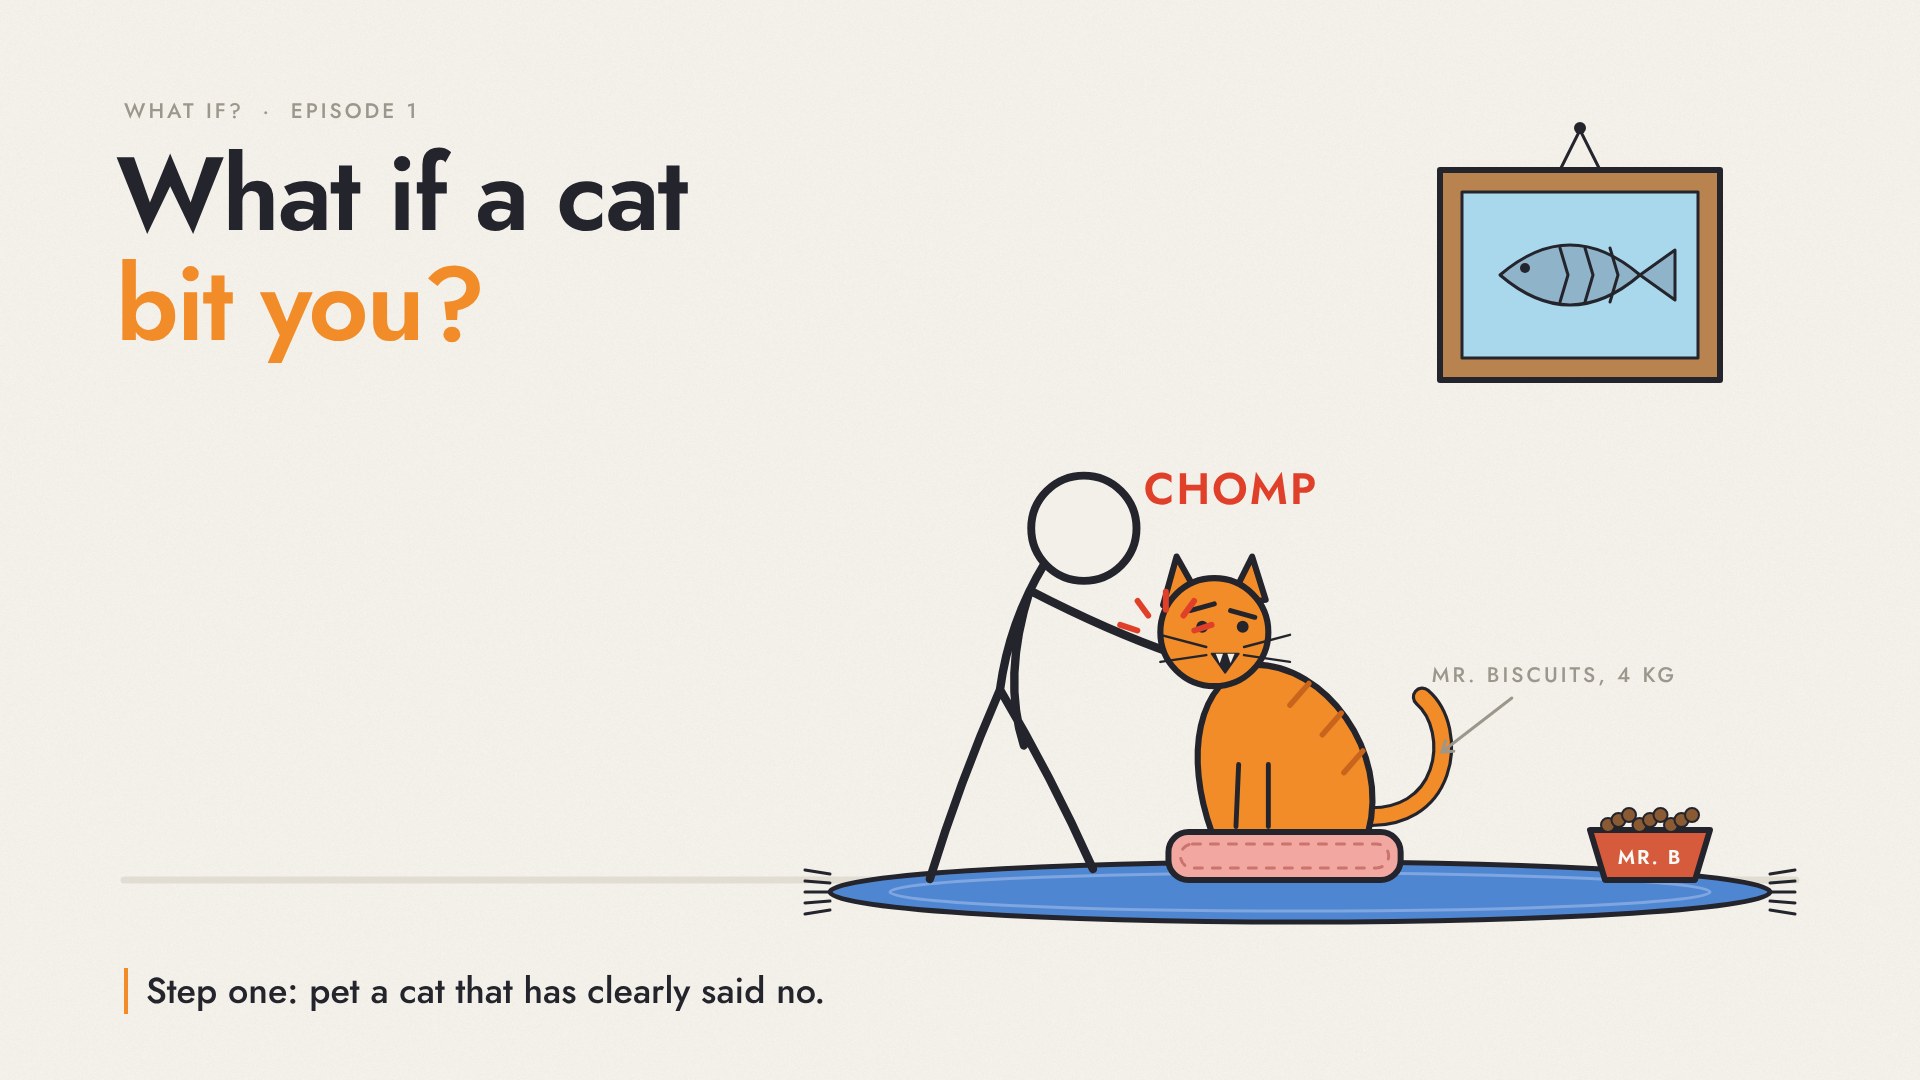 WHAT IF? · EPISODE 1
What if a cat
bit you?
CHOMP
MR. BISCUITS, 4 KG
MR. B
Step one: pet a cat that has clearly said no.